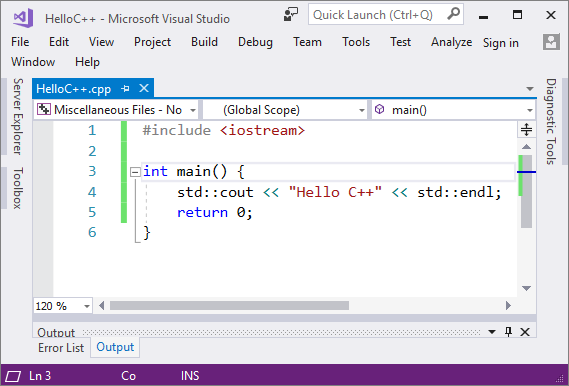 HelloC++ - Microsoft Visual Studio
Quick Launch (Ctrl+Q)
File Edit View Project Build Debug Team Tools Test Analyze Sign in
Window Help
Server Explorer
Toolbox
HelloC++.cpp
Miscellaneous Files - No (Global Scope) main()
1 #include <iostream>
2
3 int main() {
4 std::cout << "Hello C++" << std::endl;
5 return 0;
6 }
Diagnostic Tools
120 %
Output
Error List Output
Ln 3 Co INS